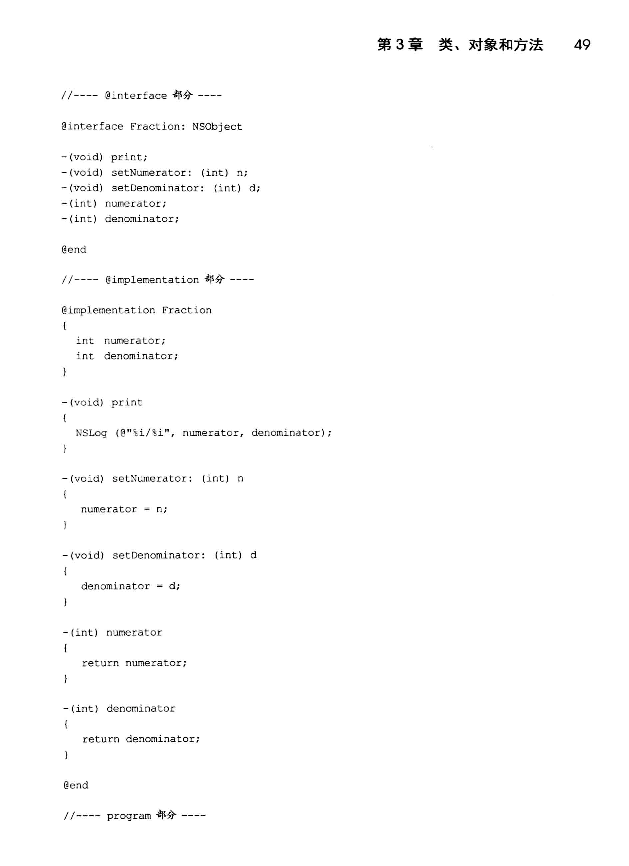 第 3 章 类、对象和方法 49
//---- @interface 部分 ----
@interface Fraction: NSObject
-(void) print;
-(void) setNumerator: (int) n;
-(void) setDenominator: (int) d;
-(int) numerator;
-(int) denominator;
@end
//---- @implementation 部分 ----
@implementation Fraction
{
int numerator;
int denominator;
}
-(void) print
{
NSLog (@"%i/%i", numerator, denominator);
}
-(void) setNumerator: (int) n
{
numerator = n;
}
-(void) setDenominator: (int) d
{
denominator = d;
}
-(int) numerator
{
return numerator;
}
-(int) denominator
{
return denominator;
}
@end
//---- program 部分 ----